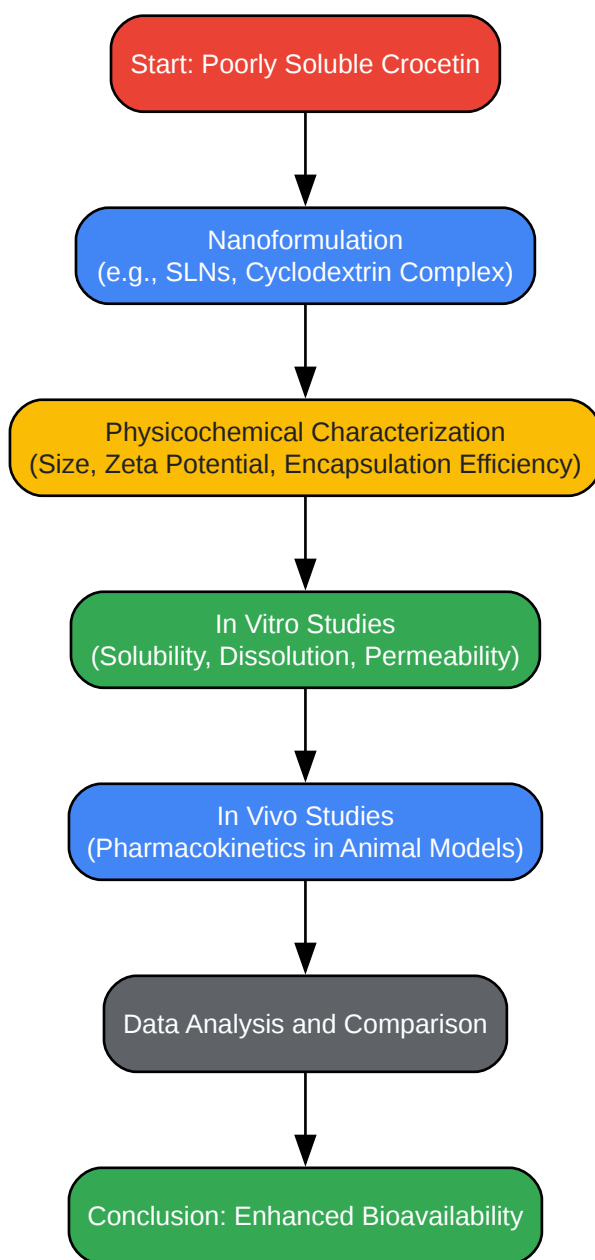 Start: Poorly Soluble Crocetin
Nanoformulation
(e.g., SLNs, Cyclodextrin Complex)
Physicochemical Characterization
(Size, Zeta Potential, Encapsulation Efficiency)
In Vitro Studies
(Solubility, Dissolution, Permeability)
In Vivo Studies
(Pharmacokinetics in Animal Models)
Data Analysis and Comparison
Conclusion: Enhanced Bioavailability